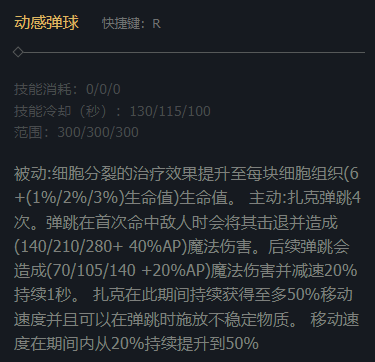 动感弹球 快捷键：R
技能消耗：0/0/0
技能冷却（秒）：130/115/100
范围：300/300/300
被动:细胞分裂的治疗效果提升至每块细胞组织(6
+(1%/2%/3%)生命值)生命值。 主动:扎克弹跳4
次。弹跳在首次命中敌人时会将其击退并造成
(140/210/280+ 40%AP)魔法伤害。后续弹跳会
造成(70/105/140 +20%AP)魔法伤害并减速20%
持续1秒。 扎克在此期间持续获得至多50%移动
速度并且可以在弹跳时施放不稳定物质。 移动速
度在期间内从20%持续提升到50%